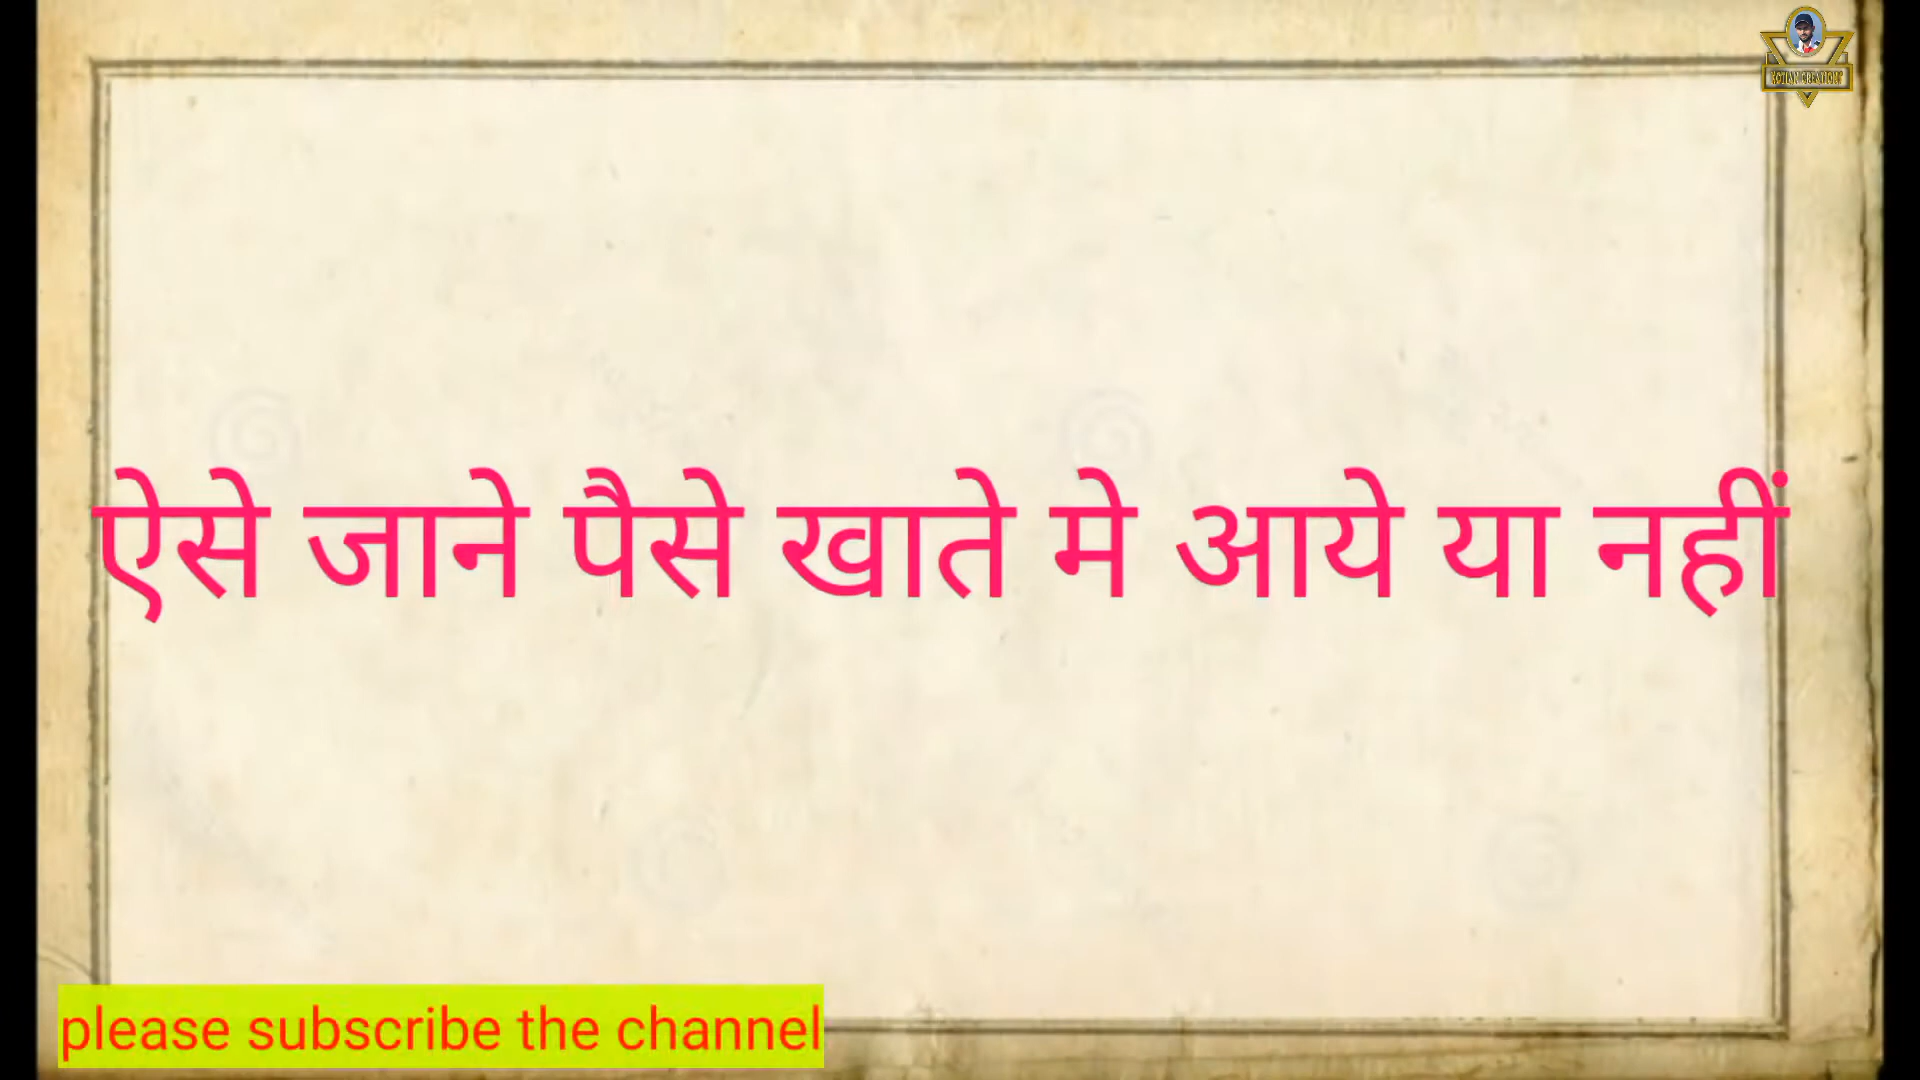 ऐसे जाने पैसे खाते मे आये या नहीं
please subscribe the channel